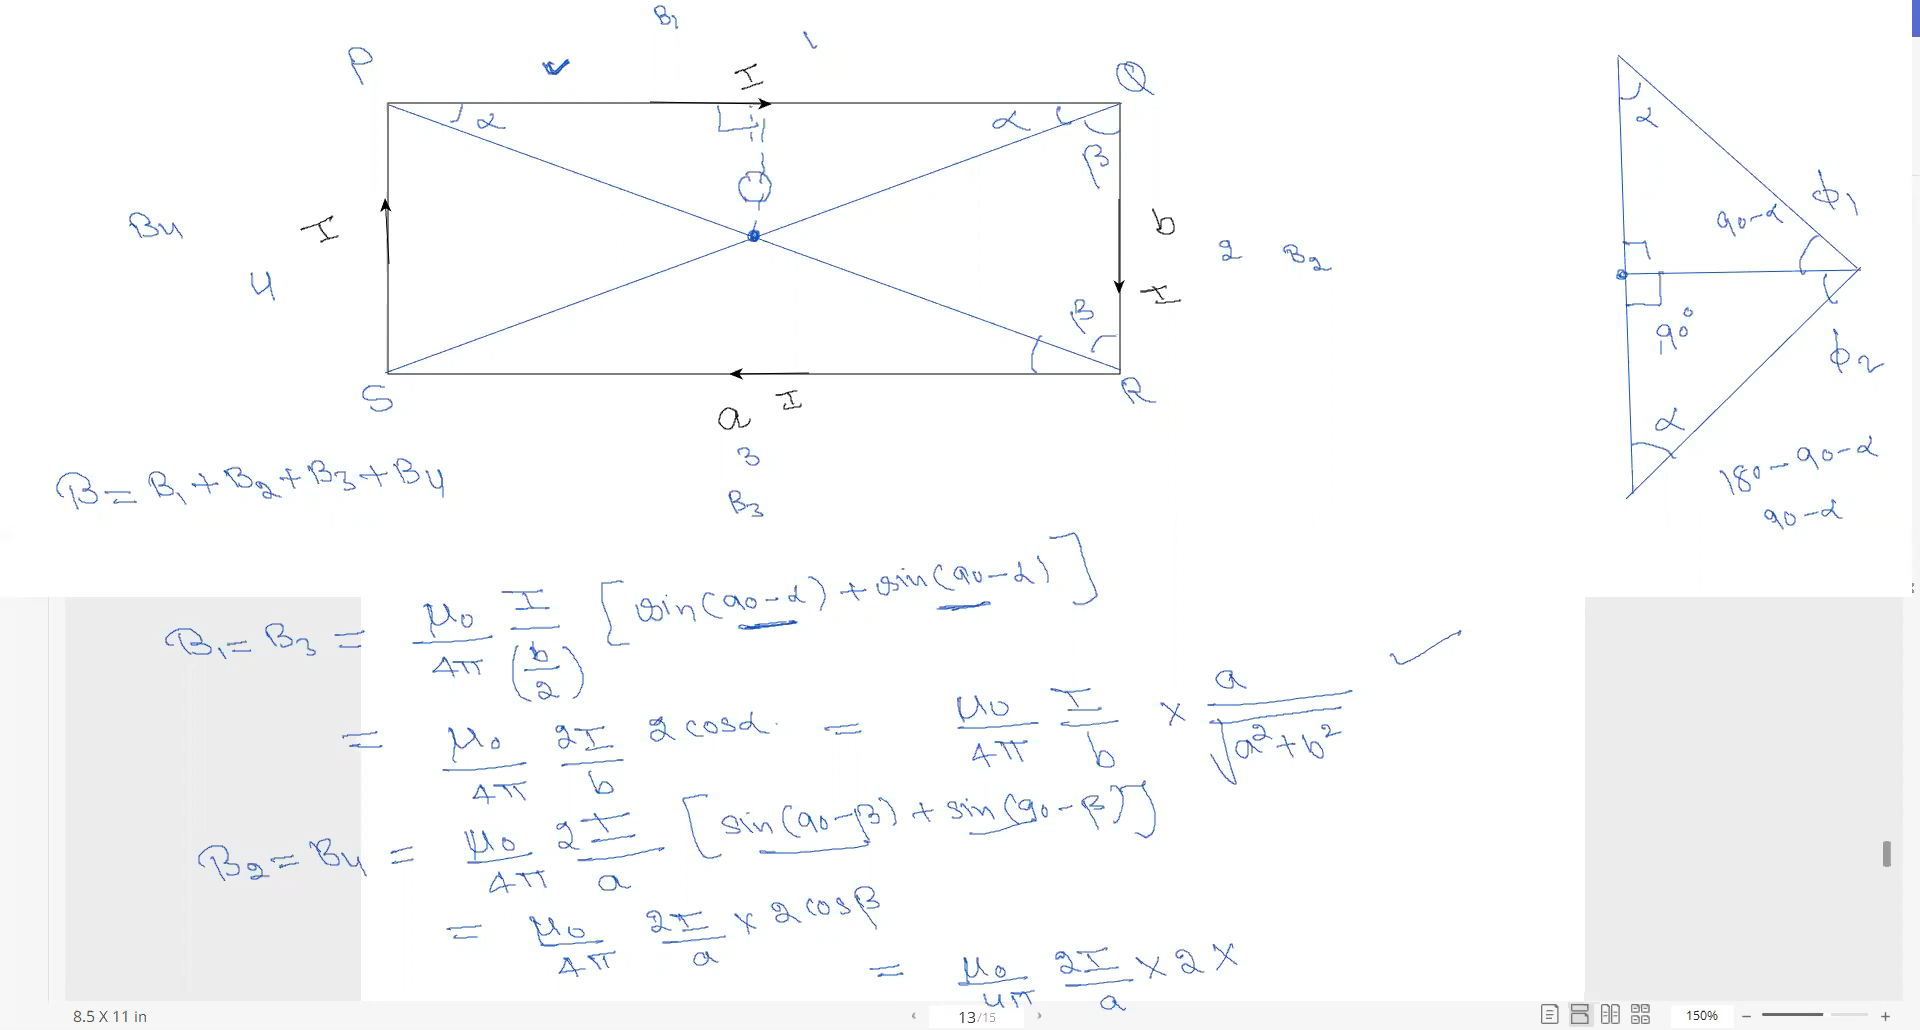 B₁
1
P
I
Q
α
α
β
α
ϕ₁
90-α
B₄
I
4
b
2
B₂
β
I
90°
ϕ₂
S
a
I
R
α
3
B₃
180-90-α
90-α
B = B₁ + B₂ + B₃ + B₄
B₁ = B₃ = μ₀/4π I/(b/2) [sin(90-α) + sin(90-α)]
= μ₀/4π 2I/b 2 cosα. = μ₀/4π I/b × a/√(a²+b²)
B₂ = B₄ = μ₀/4π 2I/a [sin(90-β) + sin(90-β)]
= μ₀/4π 2I/a × 2 cosβ
= μ₀/4π 2I/a × 2 ×
8.5 X 11 in
13/15
150%